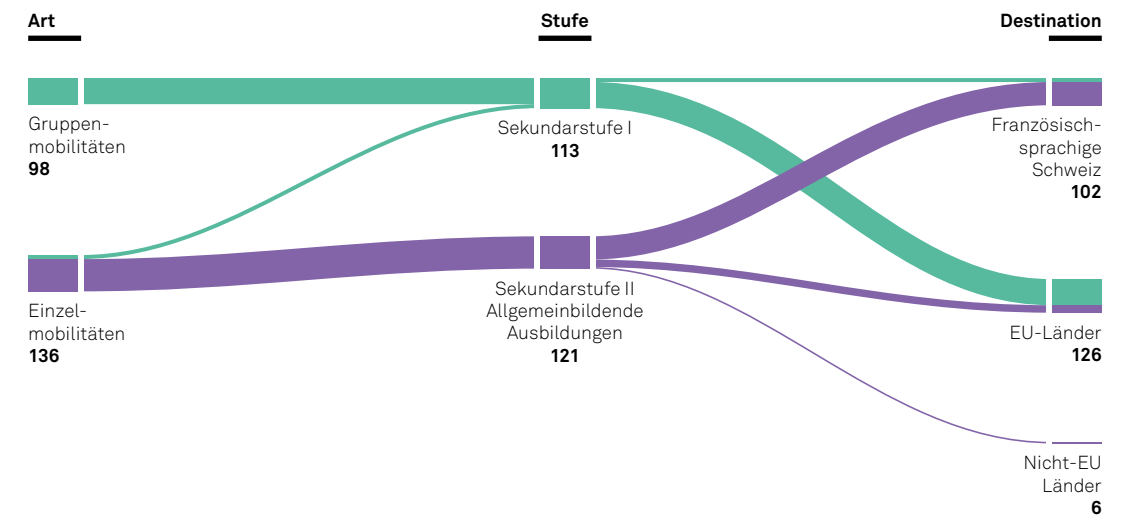 Art
Stufe
Destination
Gruppen-
mobilitäten
98
Sekundarstufe I
113
Französisch-
sprachige
Schweiz
102
Einzel-
mobilitäten
136
Sekundarstufe II
Allgemeinbildende
Ausbildungen
121
EU-Länder
126
Nicht-EU
Länder
6